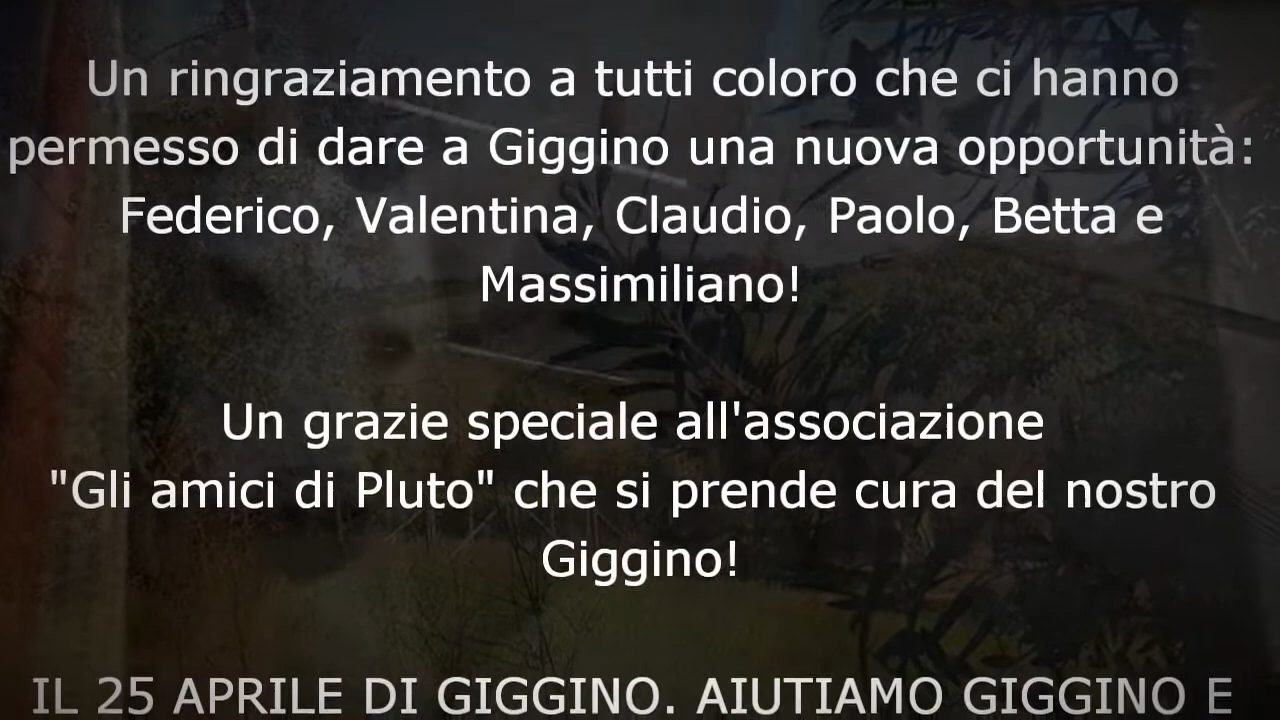 Un ringraziamento a tutti coloro che ci hanno
permesso di dare a Giggino una nuova opportunità:
Federico, Valentina, Claudio, Paolo, Betta e
Massimiliano!
Un grazie speciale all'associazione
"Gli amici di Pluto" che si prende cura del nostro
Giggino!
IL 25 APRILE DI GIGGINO. AIUTIAMO GIGGINO E